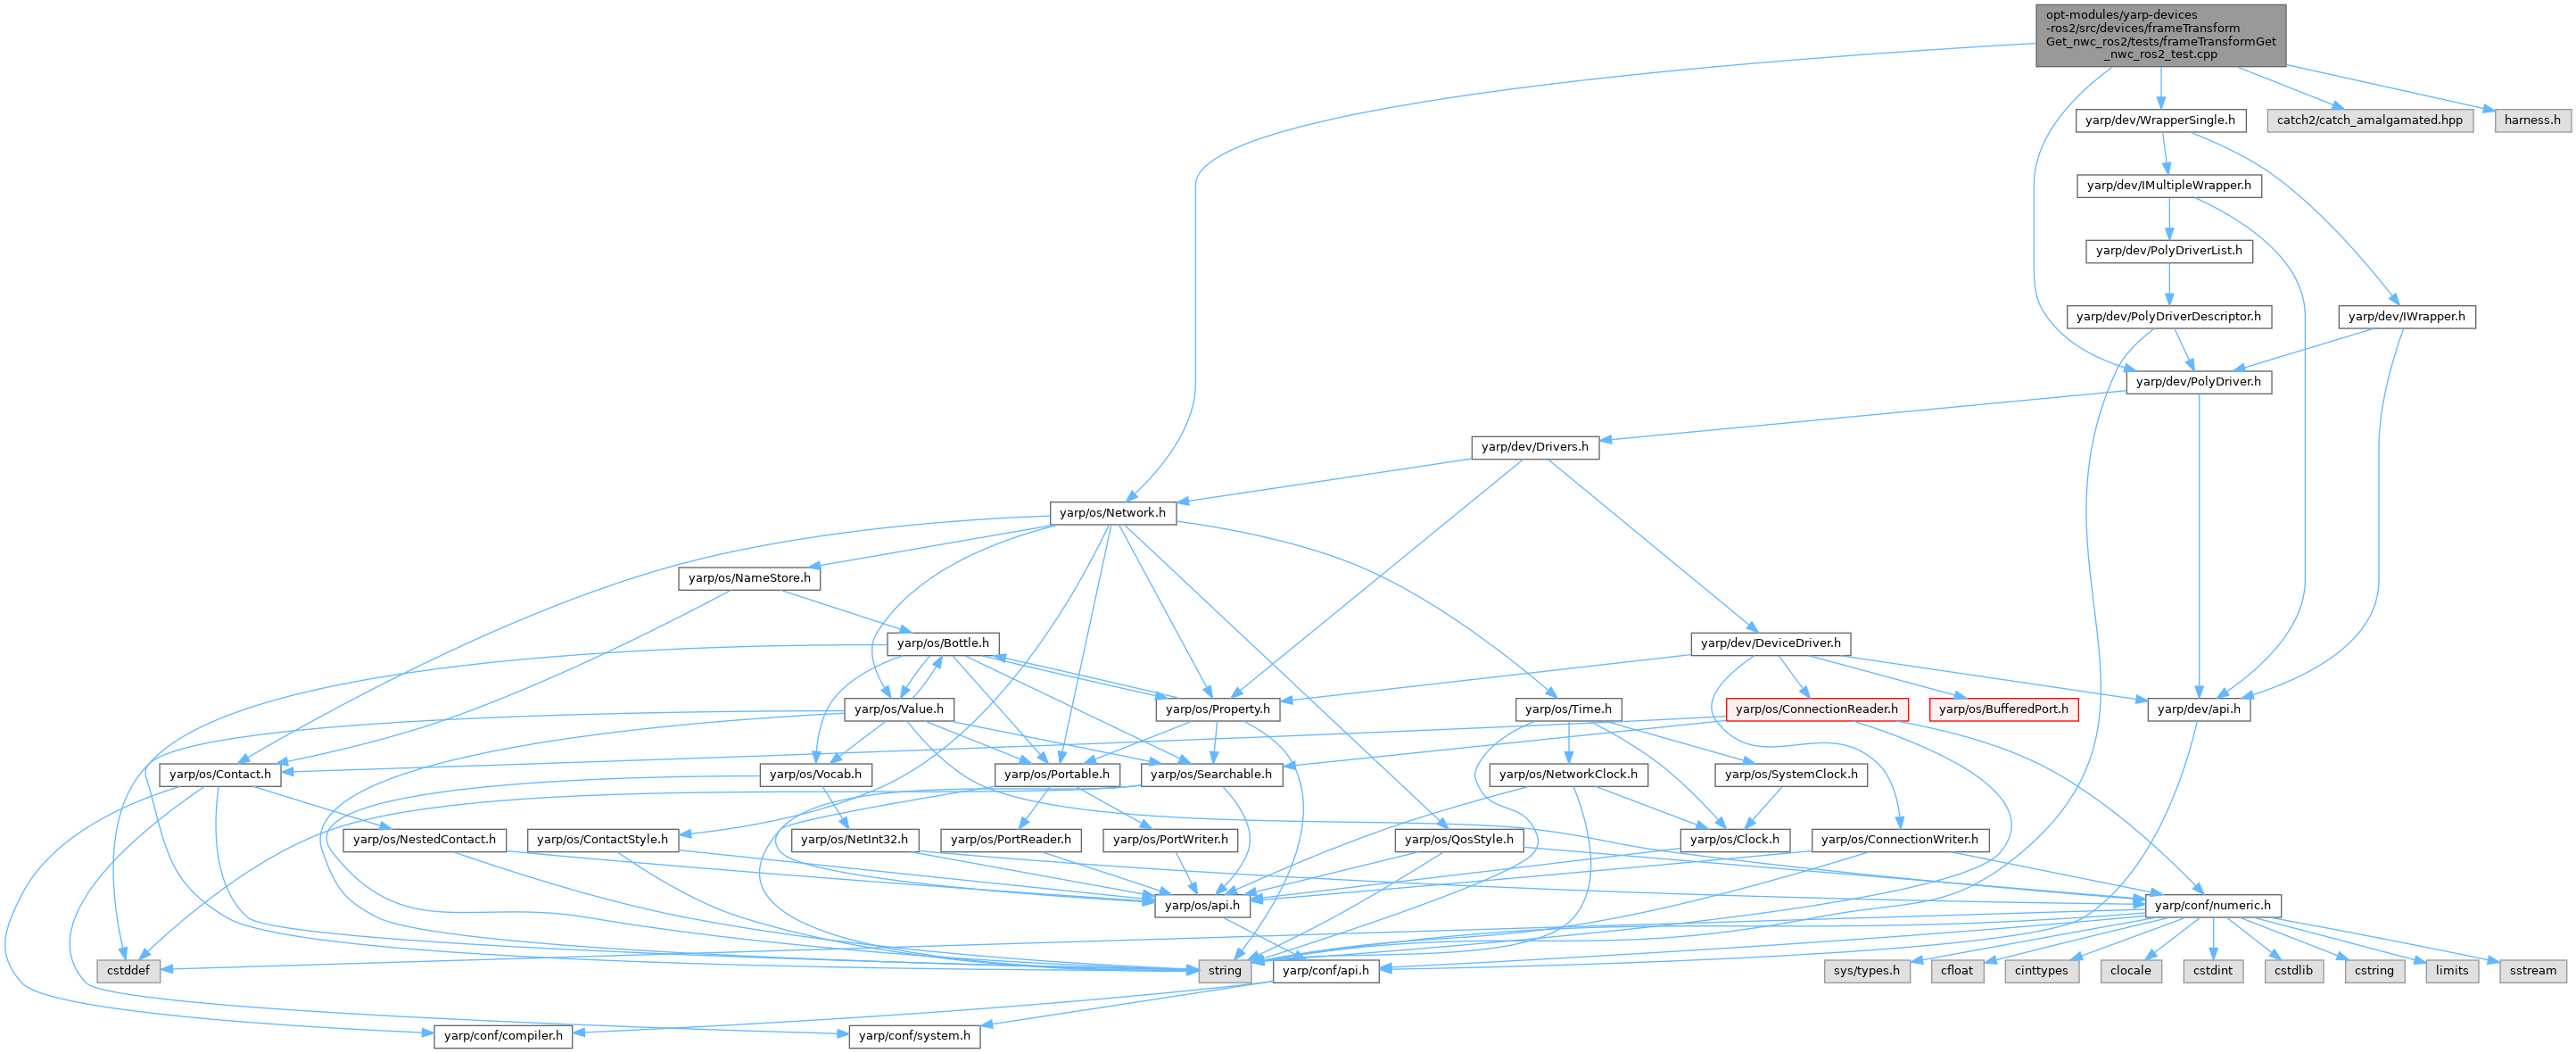 opt-modules/yarp-devices
-ros2/src/devices/frameTransform
Get_nwc_ros2/tests/frameTransformGet
_nwc_ros2_test.cpp
yarp/dev/WrapperSingle.h
catch2/catch_amalgamated.hpp
harness.h
yarp/dev/IMultipleWrapper.h
yarp/dev/PolyDriverList.h
yarp/dev/PolyDriverDescriptor.h
yarp/dev/IWrapper.h
yarp/dev/PolyDriver.h
yarp/dev/Drivers.h
yarp/os/Network.h
yarp/os/NameStore.h
yarp/os/Bottle.h
yarp/dev/DeviceDriver.h
yarp/os/Value.h
yarp/os/Property.h
yarp/os/Time.h
yarp/os/ConnectionReader.h
yarp/os/BufferedPort.h
yarp/dev/api.h
yarp/os/Contact.h
yarp/os/Vocab.h
yarp/os/Portable.h
yarp/os/Searchable.h
yarp/os/NetworkClock.h
yarp/os/SystemClock.h
yarp/os/NestedContact.h
yarp/os/ContactStyle.h
yarp/os/NetInt32.h
yarp/os/PortReader.h
yarp/os/PortWriter.h
yarp/os/QosStyle.h
yarp/os/Clock.h
yarp/os/ConnectionWriter.h
yarp/os/api.h
yarp/conf/numeric.h
cstddef
string
yarp/conf/api.h
sys/types.h
cfloat
cinttypes
clocale
cstdint
cstdlib
cstring
limits
sstream
yarp/conf/compiler.h
yarp/conf/system.h